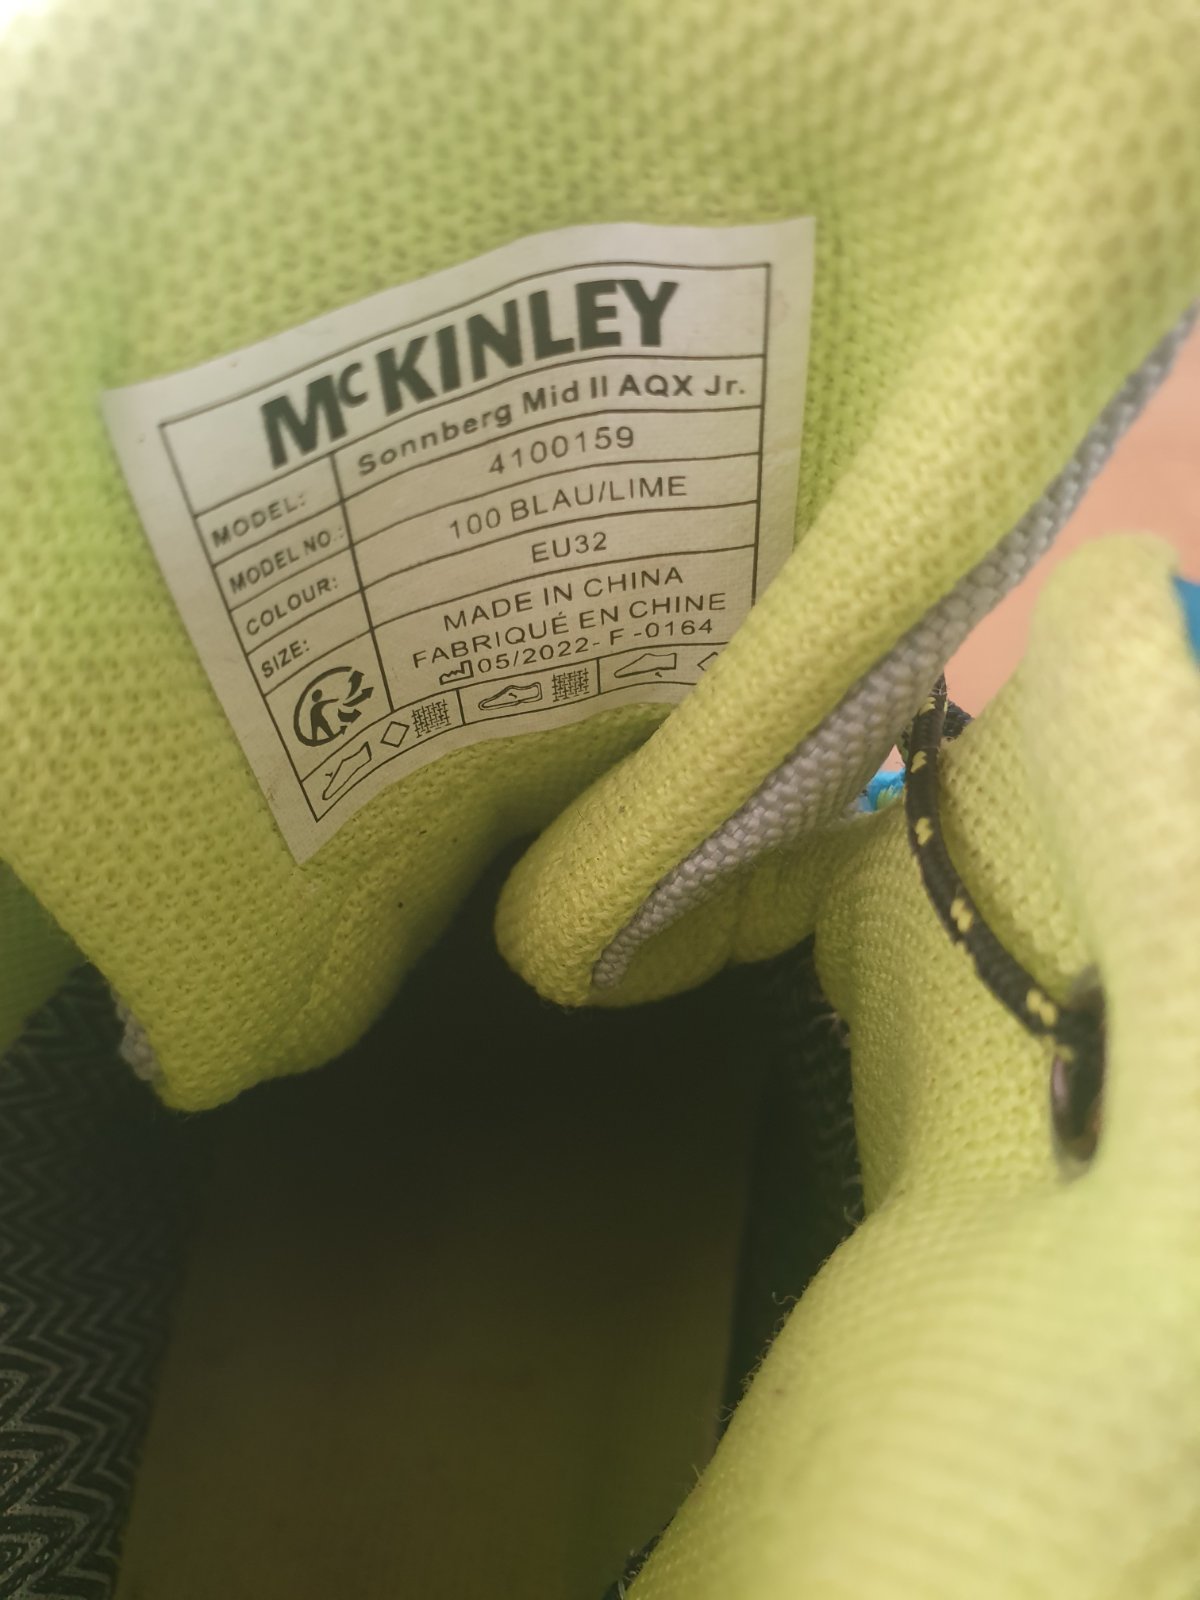 McKINLEY
MODEL: Sonnberg Mid II AQX Jr.
MODEL NO.: 4100159
COLOUR: 100 BLAU/LIME
SIZE: EU32
MADE IN CHINA
FABRIQUÉ EN CHINE
05/2022- F -0164